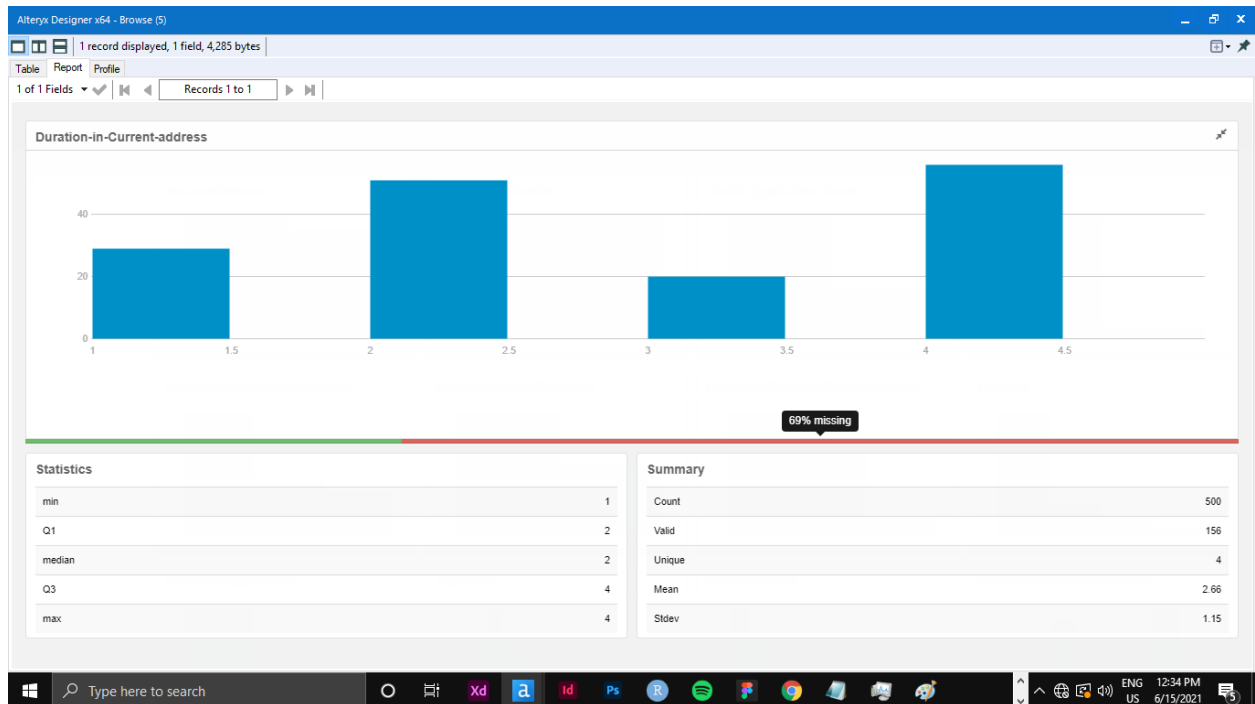 Alteryx Designer x64 - Browse (5)
1 record displayed, 1 field, 4,285 bytes
Table Report Profile
1 of 1 Fields Records 1 to 1
Duration-in-Current-address
40
20
0
1 1.5 2 2.5 3 3.5 4 4.5
69% missing
Statistics
min 1
Q1 2
median 2
Q3 4
max 4
Summary
Count 500
Valid 156
Unique 4
Mean 2.66
Stdev 1.15
Type here to search
Xd a Id Ps R
ENG 12:34 PM
US 6/15/2021
5